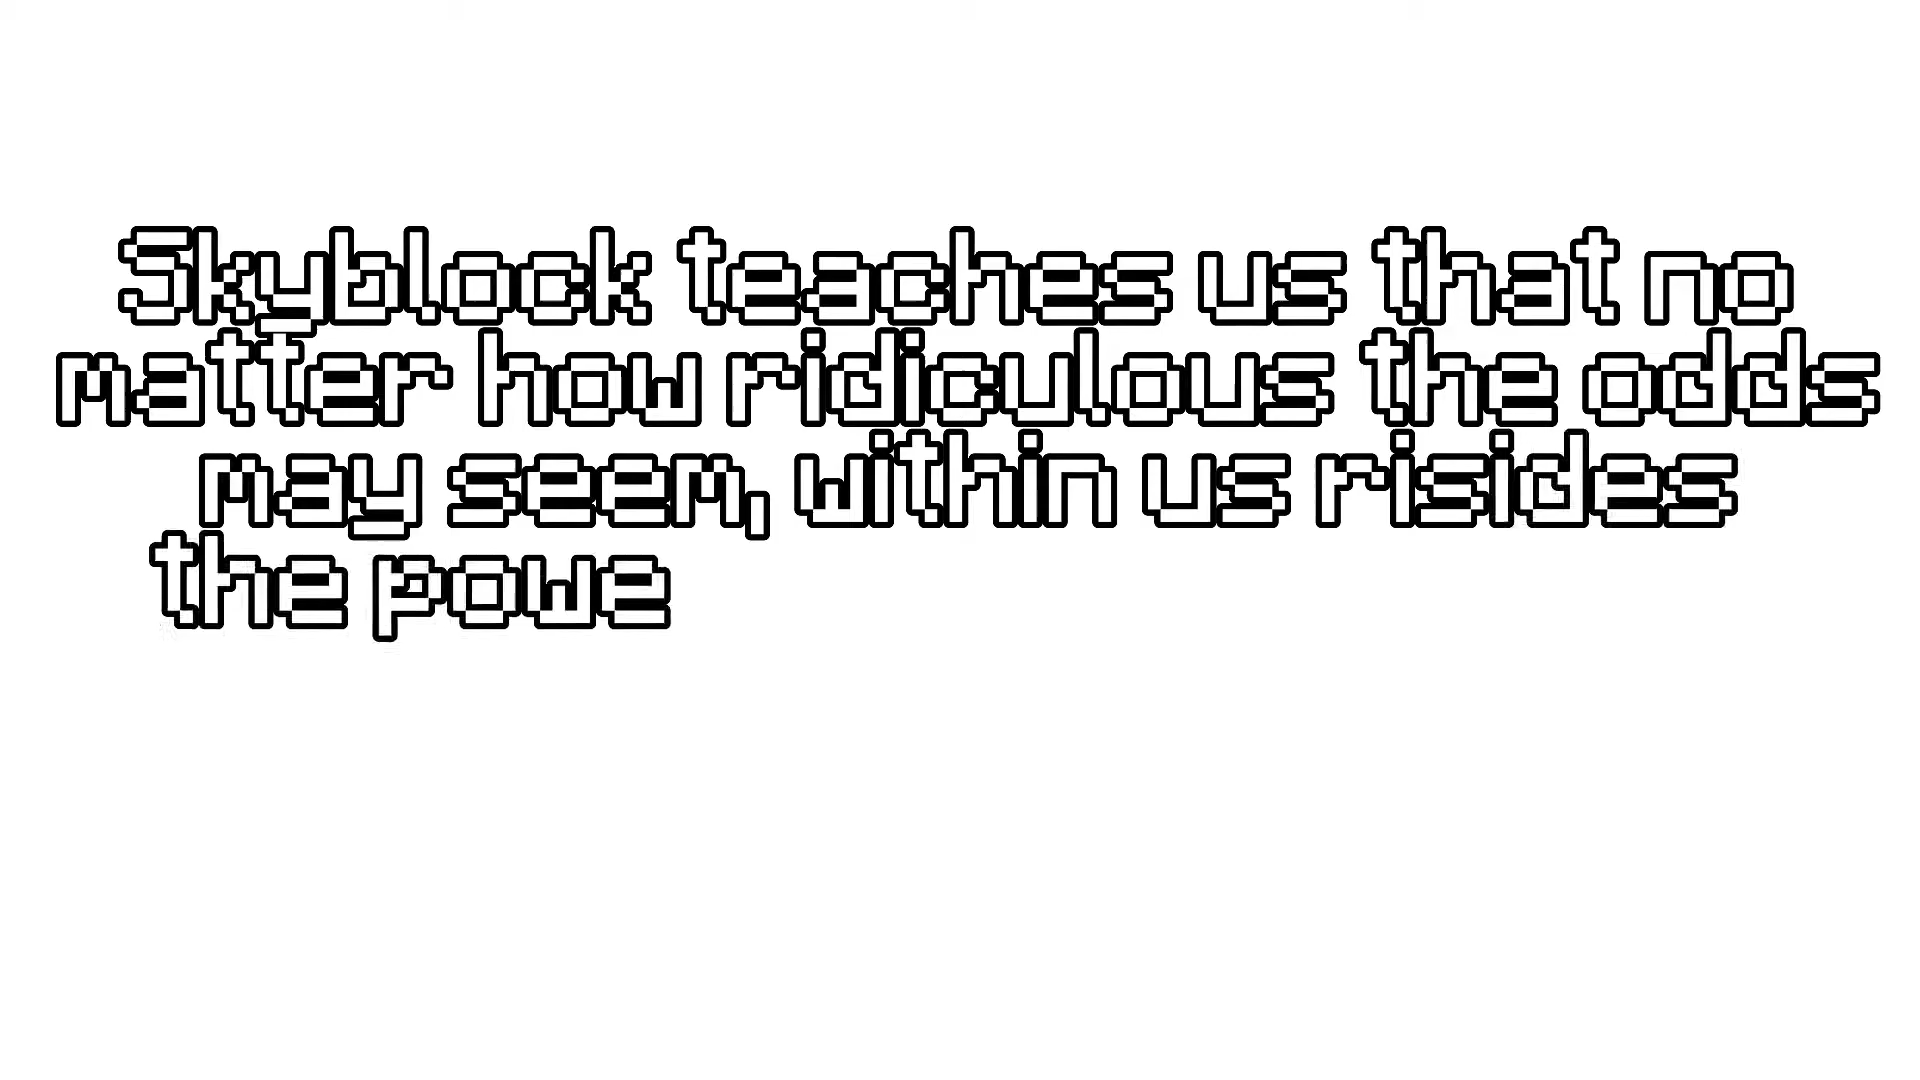 Skyblock teaches us that no
matter how ridiculous the odds
may seem, within us risides
the powe